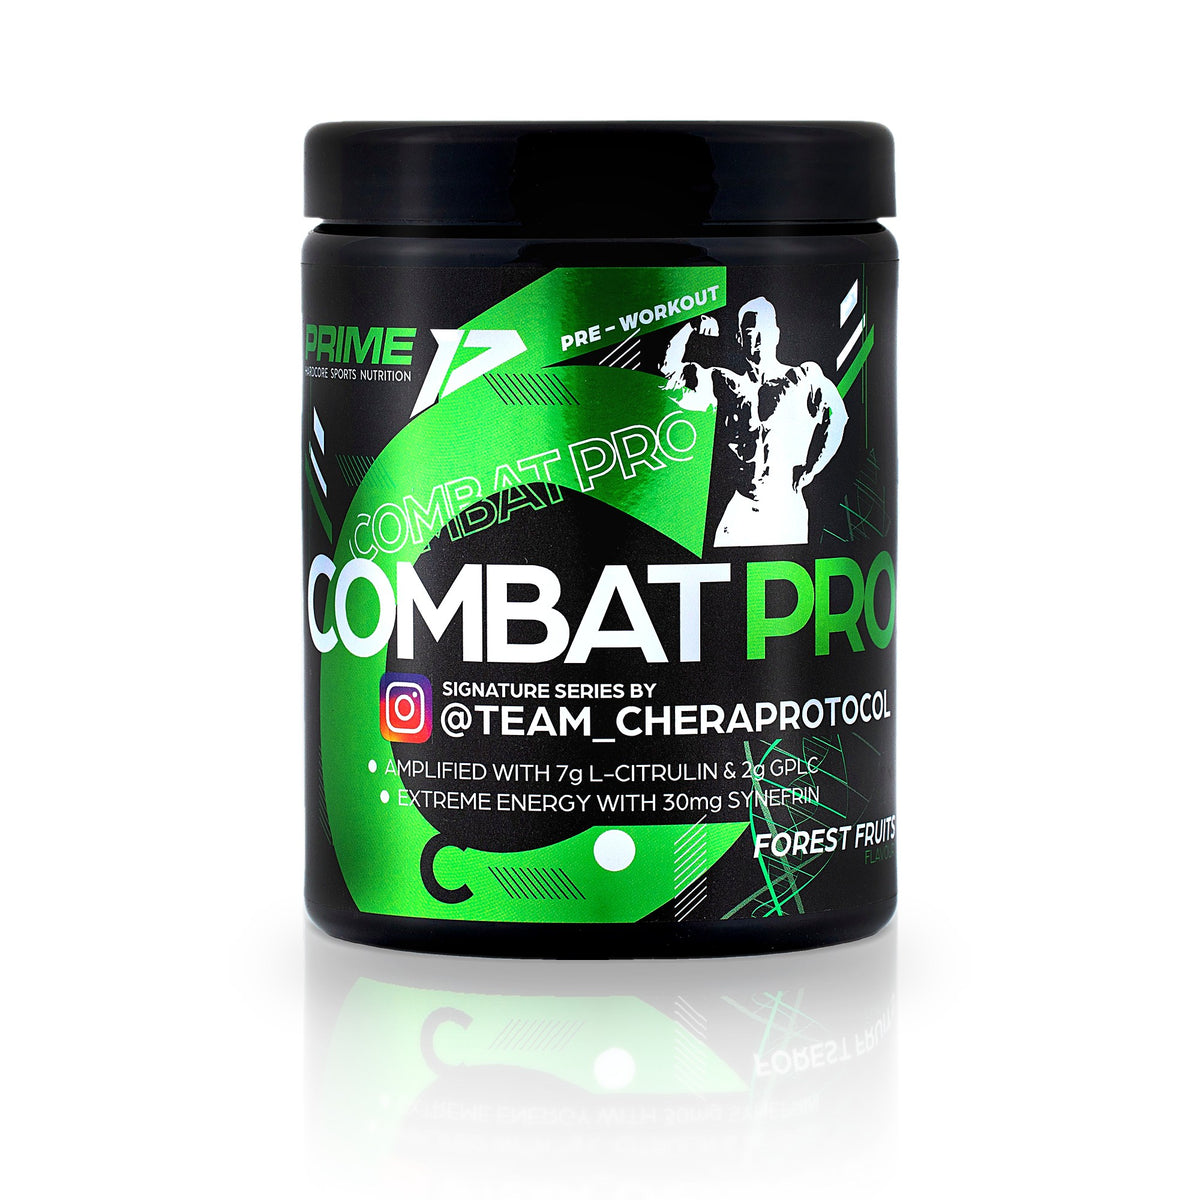 PRIME
HARDCORE SPORTS NUTRITION
PRE - WORKOUT
COMBAT PRO
COMBAT PRO
SIGNATURE SERIES BY
@TEAM_CHERAPROTOCOL
• AMPLIFIED WITH 7g L-CITRULIN & 2g GPLC
• EXTREME ENERGY WITH 30mg SYNEFRIN
FOREST FRUITS
FLAVOUR
C